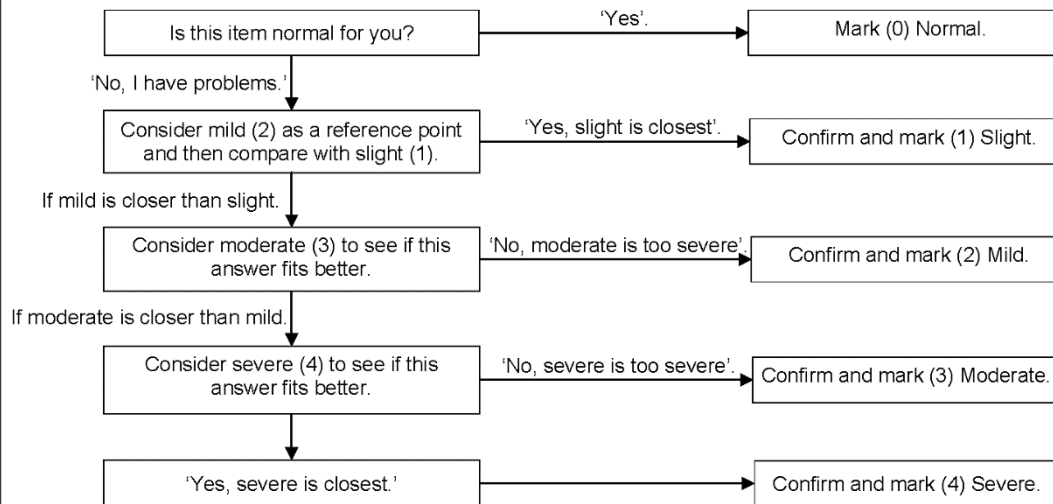 Is this item normal for you?
'Yes'.
Mark (0) Normal.
'No, I have problems.'
Consider mild (2) as a reference point
and then compare with slight (1).
'Yes, slight is closest'.
Confirm and mark (1) Slight.
If mild is closer than slight.
Consider moderate (3) to see if this
answer fits better.
'No, moderate is too severe'.
Confirm and mark (2) Mild.
If moderate is closer than mild.
Consider severe (4) to see if this
answer fits better.
'No, severe is too severe'.
Confirm and mark (3) Moderate.
'Yes, severe is closest.'
Confirm and mark (4) Severe.